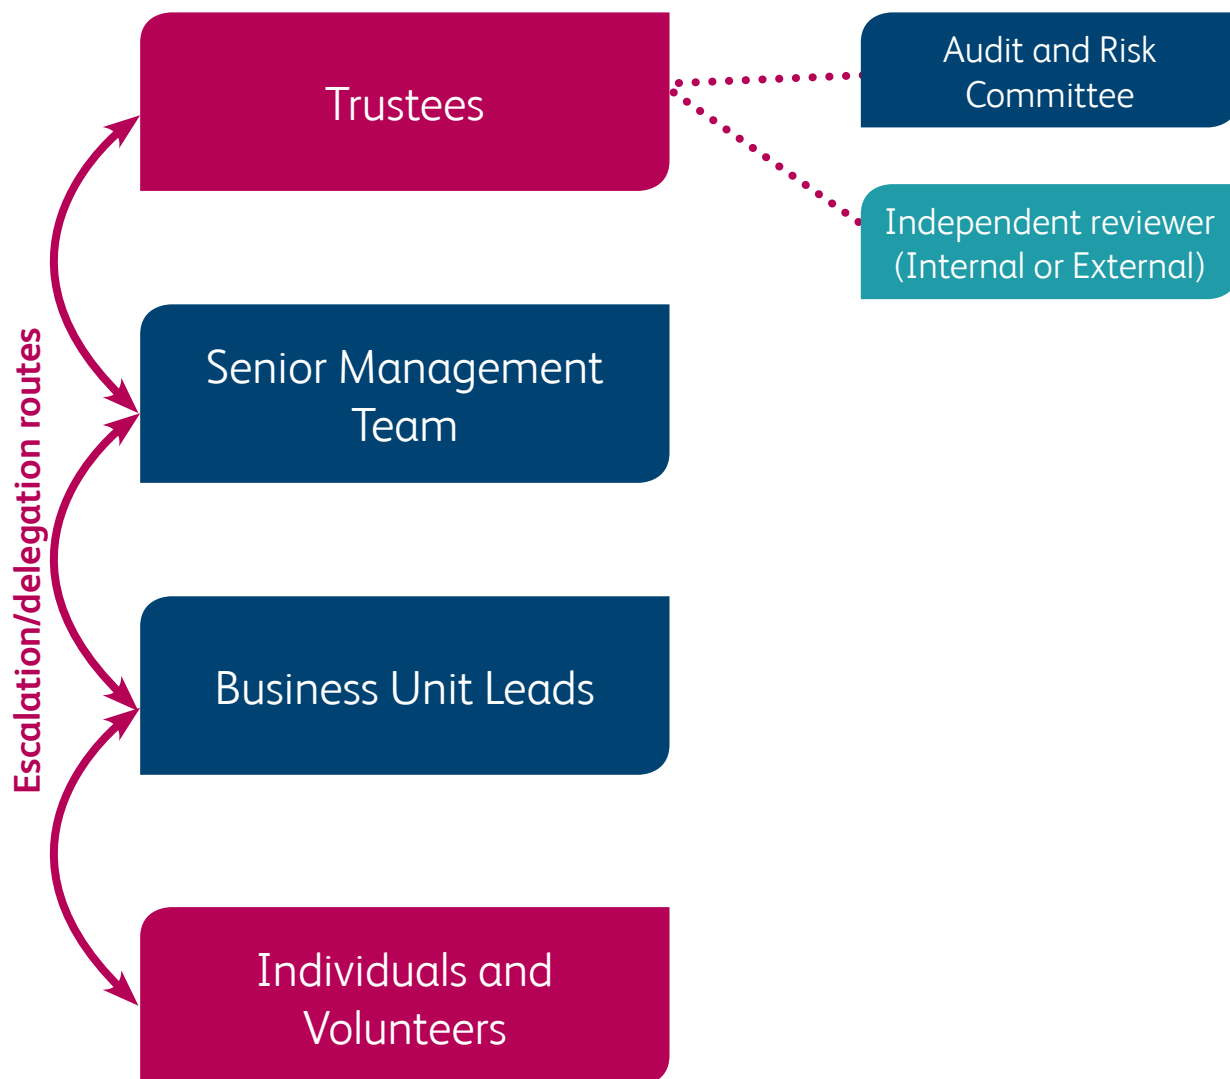 Trustees
Audit and Risk
Committee
Independent reviewer
(Internal or External)
Senior Management
Team
Escalation/delegation routes
Business Unit Leads
Individuals and
Volunteers